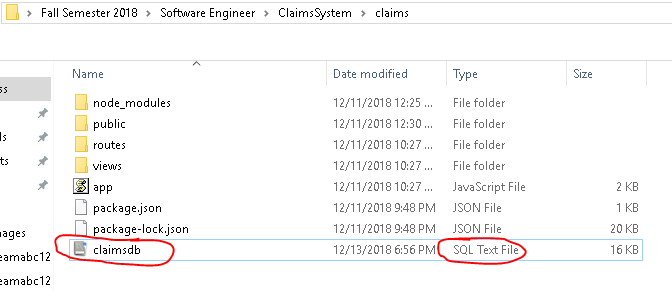 Fall Semester 2018 > Software Engineer > ClaimsSystem > claims
Name Date modified Type Size
node_modules 12/11/2018 12:25 ... File folder
public 12/11/2018 12:30 ... File folder
routes 12/11/2018 10:27 ... File folder
views 12/11/2018 10:27 ... File folder
app 12/11/2018 10:27 ... JavaScript File 2 KB
package.json 12/11/2018 9:48 PM JSON File 1 KB
package-lock.json 12/11/2018 9:48 PM JSON File 20 KB
claimsdb 12/13/2018 6:56 PM SQL Text File 16 KB
ss
ls
ts
nages
eamabc12
eamabc12